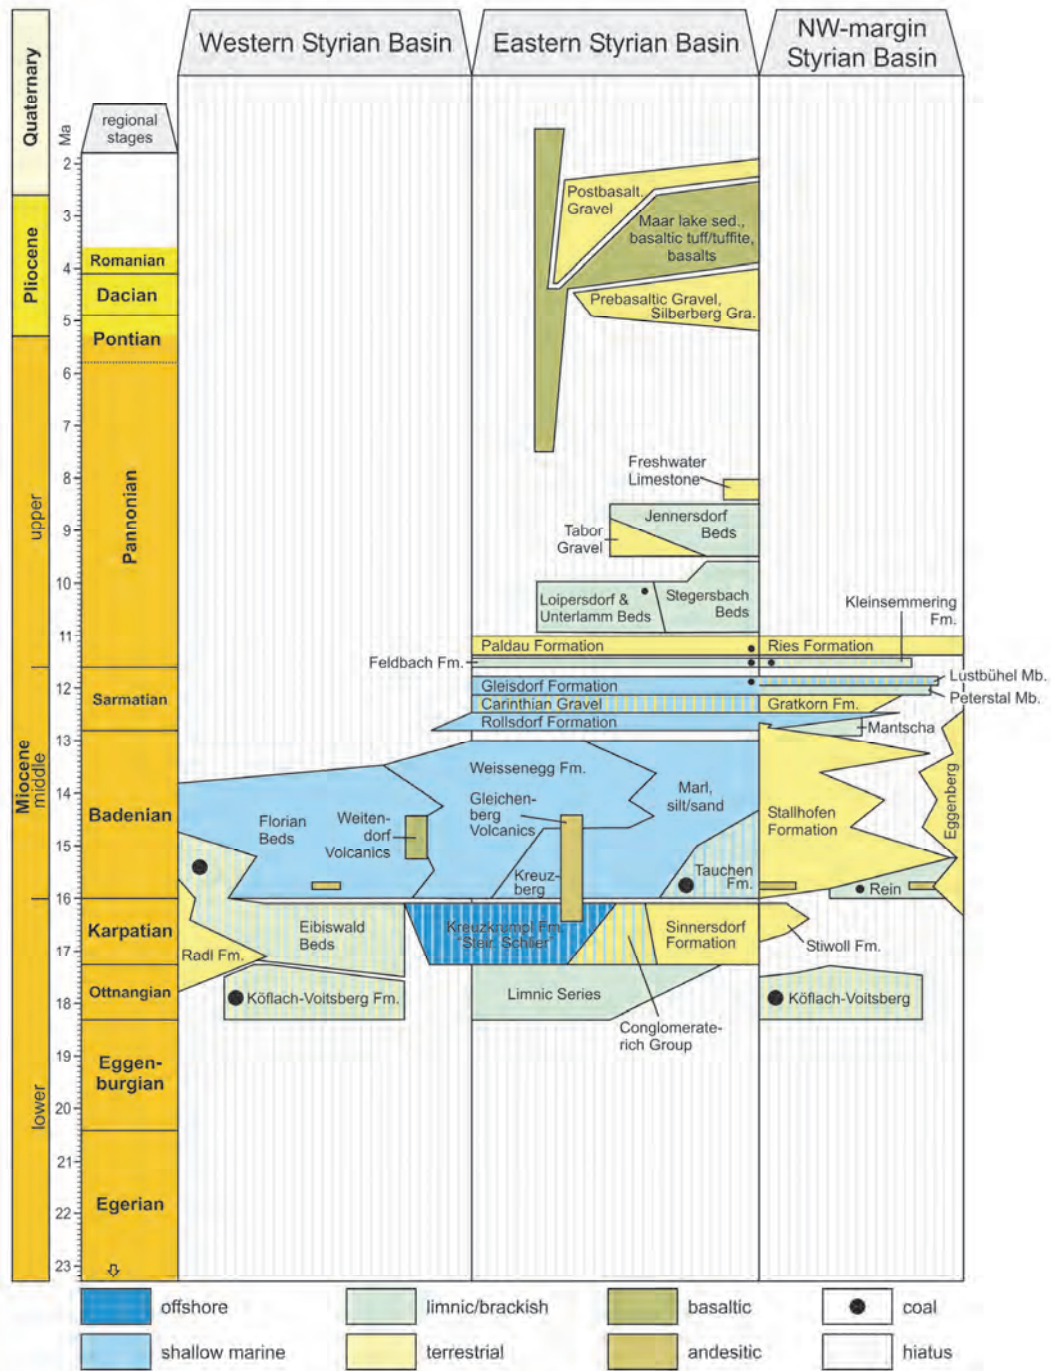 Western Styrian Basin
Eastern Styrian Basin
NW-margin
Styrian Basin
Quaternary
Pliocene
Miocene
upper
middle
lower
Ma
regional
stages
2
3
4
5
6
7
8
9
10
11
12
13
14
15
16
17
18
19
20
21
22
23
Romanian
Dacian
Pontian
Pannonian
Sarmatian
Badenian
Karpatian
Ottnangian
Eggen-
burgian
Egerian
Postbasalt.
Gravel
Maar lake sed.,
basaltic tuff/tuffite,
basalts
Prebasaltic Gravel,
Silberberg Gra.
Freshwater
Limestone
Jennersdorf
Beds
Tabor
Gravel
Loipersdorf &
Unterlamm Beds
Stegersbach
Beds
Kleinsemmering
Fm.
Paldau Formation
Ries Formation
Feldbach Fm.
Lustbühel Mb.
Gleisdorf Formation
Peterstal Mb.
Carinthian Gravel
Gratkorn Fm.
Rollsdorf Formation
Mantscha
Weissenegg Fm.
Marl,
silt/sand
Gleichen-
berg
Volcanics
Florian
Beds
Weiten-
dorf
Volcanics
Stallhofen
Formation
Eggenberg
Kreuz-
berg
Tauchen
Fm.
Rein
Eibiswald
Beds
Kreuzkrumpl Fm.
"Steir. Schlier"
Sinnersdorf
Formation
Stiwoll Fm.
Radl Fm.
Köflach-Voitsberg Fm.
Limnic Series
Köflach-Voitsberg
Conglomerate-
rich Group
offshore
limnic/brackish
basaltic
coal
shallow marine
terrestrial
andesitic
hiatus